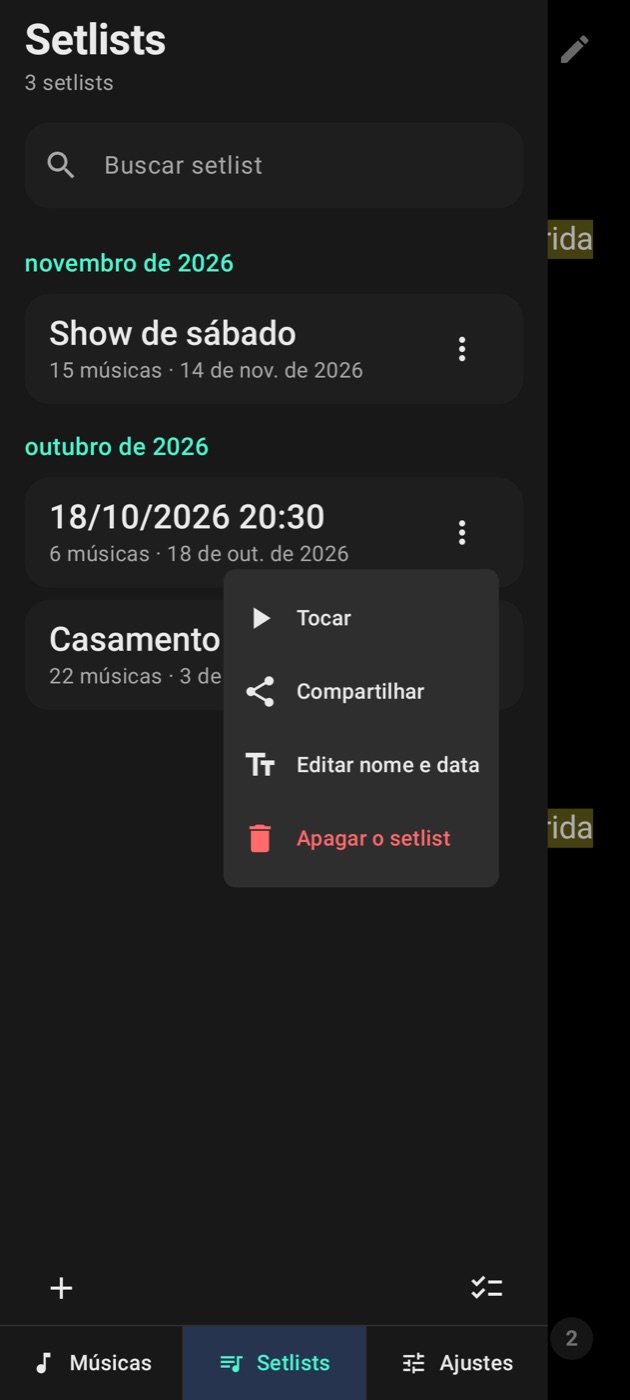 Setlists
3 setlists
Buscar setlist
rida
novembro de 2026
Show de sábado
15 músicas · 14 de nov. de 2026
outubro de 2026
18/10/2026 20:30
6 músicas · 18 de out. de 2026
Casamento
22 músicas · 3 de
Tocar
Compartilhar
Editar nome e data
Apagar o setlist
rida
2
Músicas
Setlists
Ajustes